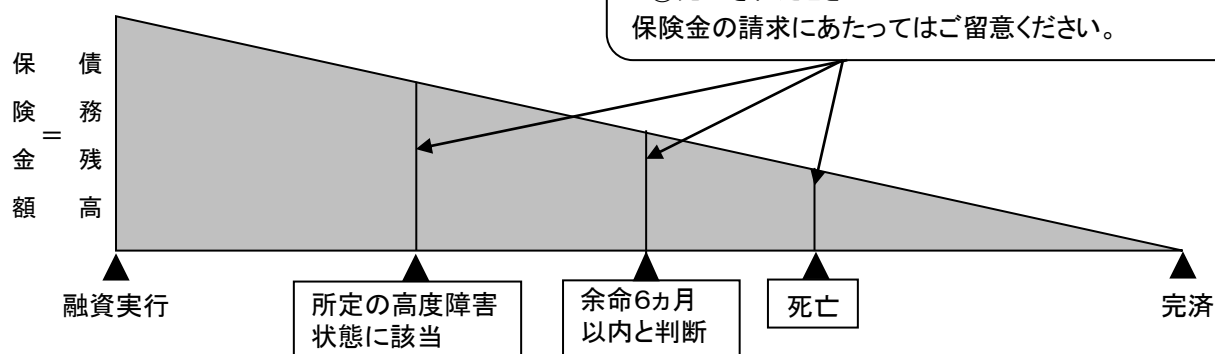 保険金の請求にあたってはご留意ください。
保険金額
＝
債務残高
融資実行
所定の高度障害
状態に該当
余命6ヵ月
以内と判断
死亡
完済